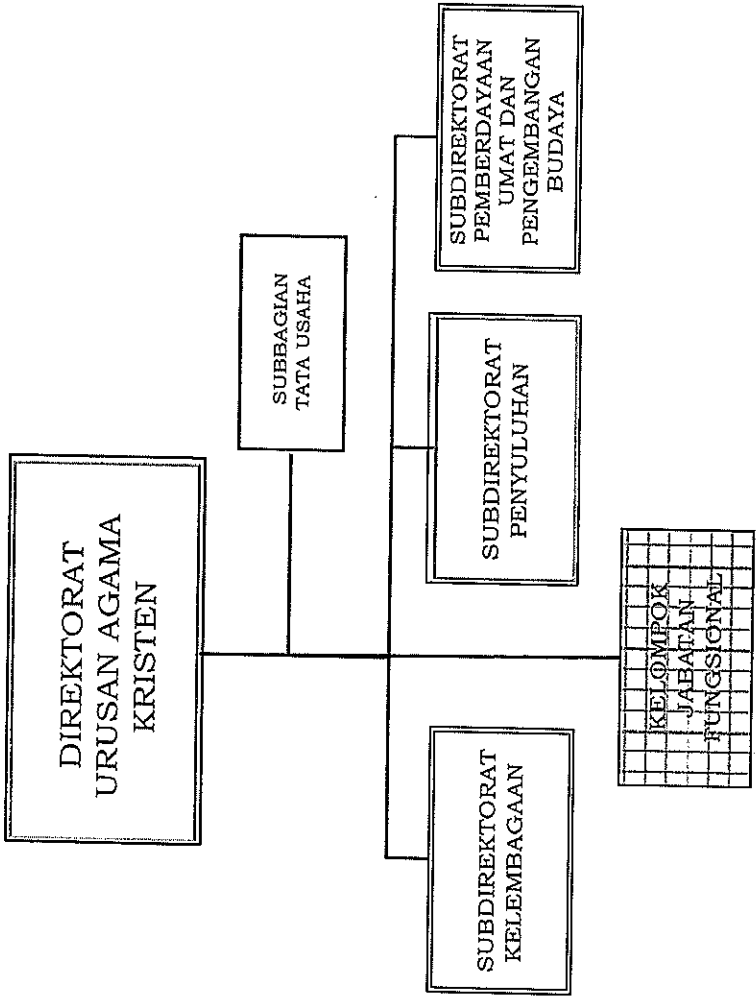 DIREKTORAT
URUSAN AGAMA
KRISTEN
SUBBAGIAN
TATA USAHA
SUBDIREKTORAT
KELEMBAGAAN
SUBDIREKTORAT
PENYULUHAN
SUBDIREKTORAT
PEMBERDAYAAN
UMAT DAN
PENGEMBANGAN
BUDAYA
KELOMPOK
JABATAN
FUNGSIONAL